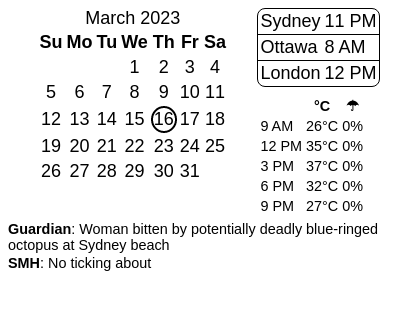 March 2023
Su Mo Tu We Th Fr Sa
1 2 3 4
5 6 7 8 9 10 11
12 13 14 15 16 17 18
19 20 21 22 23 24 25
26 27 28 29 30 31
Sydney 11 PM
Ottawa 8 AM
London 12 PM
°C ☂
9 AM 26°C 0%
12 PM 35°C 0%
3 PM 37°C 0%
6 PM 32°C 0%
9 PM 27°C 0%
Guardian: Woman bitten by potentially deadly blue-ringed
octopus at Sydney beach
SMH: No ticking about